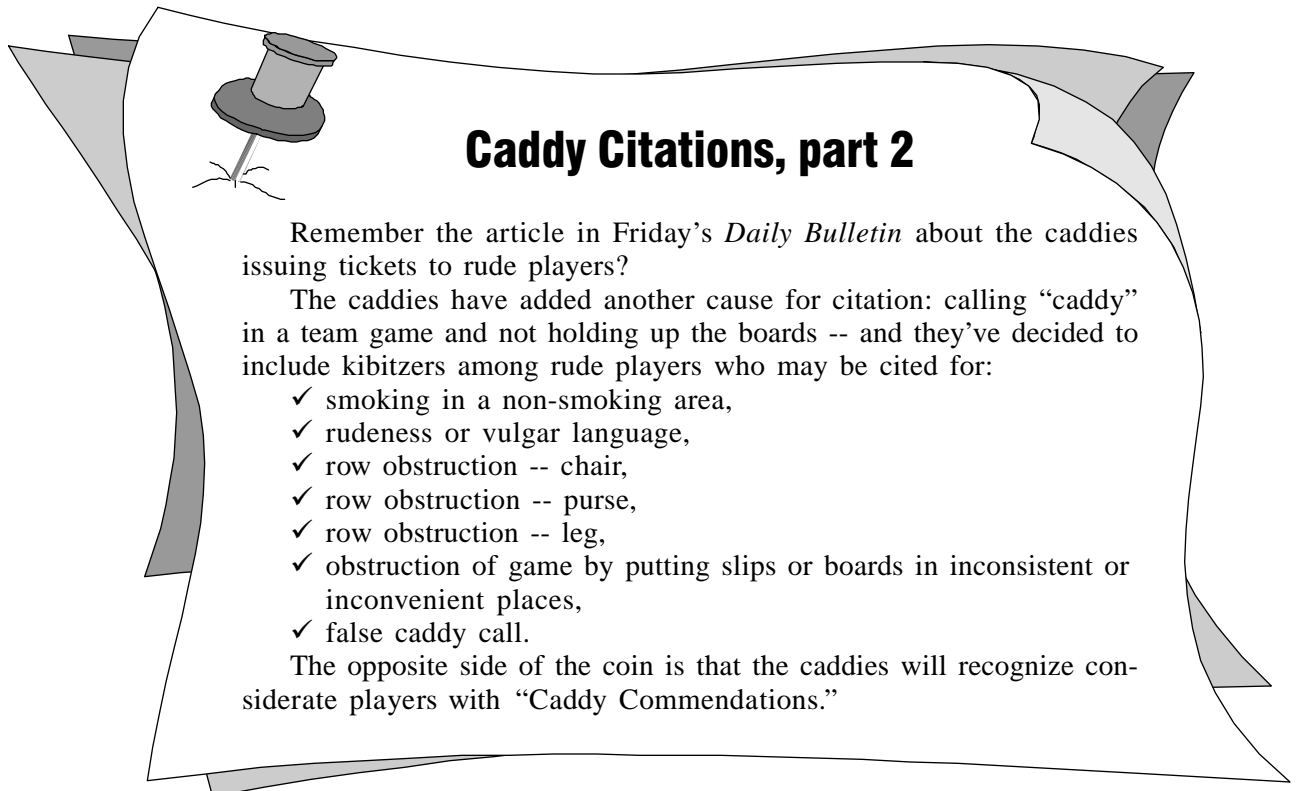 Caddy Citations, part 2
Remember the article in Friday's Daily Bulletin about the caddies
issuing tickets to rude players?
The caddies have added another cause for citation: calling “caddy”
in a team game and not holding up the boards -- and they've decided to
include kibitzers among rude players who may be cited for:
✓ smoking in a non-smoking area,
✓ rudeness or vulgar language,
✓ row obstruction -- chair,
✓ row obstruction -- purse,
✓ row obstruction -- leg,
✓ obstruction of game by putting slips or boards in inconsistent or
inconvenient places,
✓ false caddy call.
The opposite side of the coin is that the caddies will recognize con-
siderate players with “Caddy Commendations.”